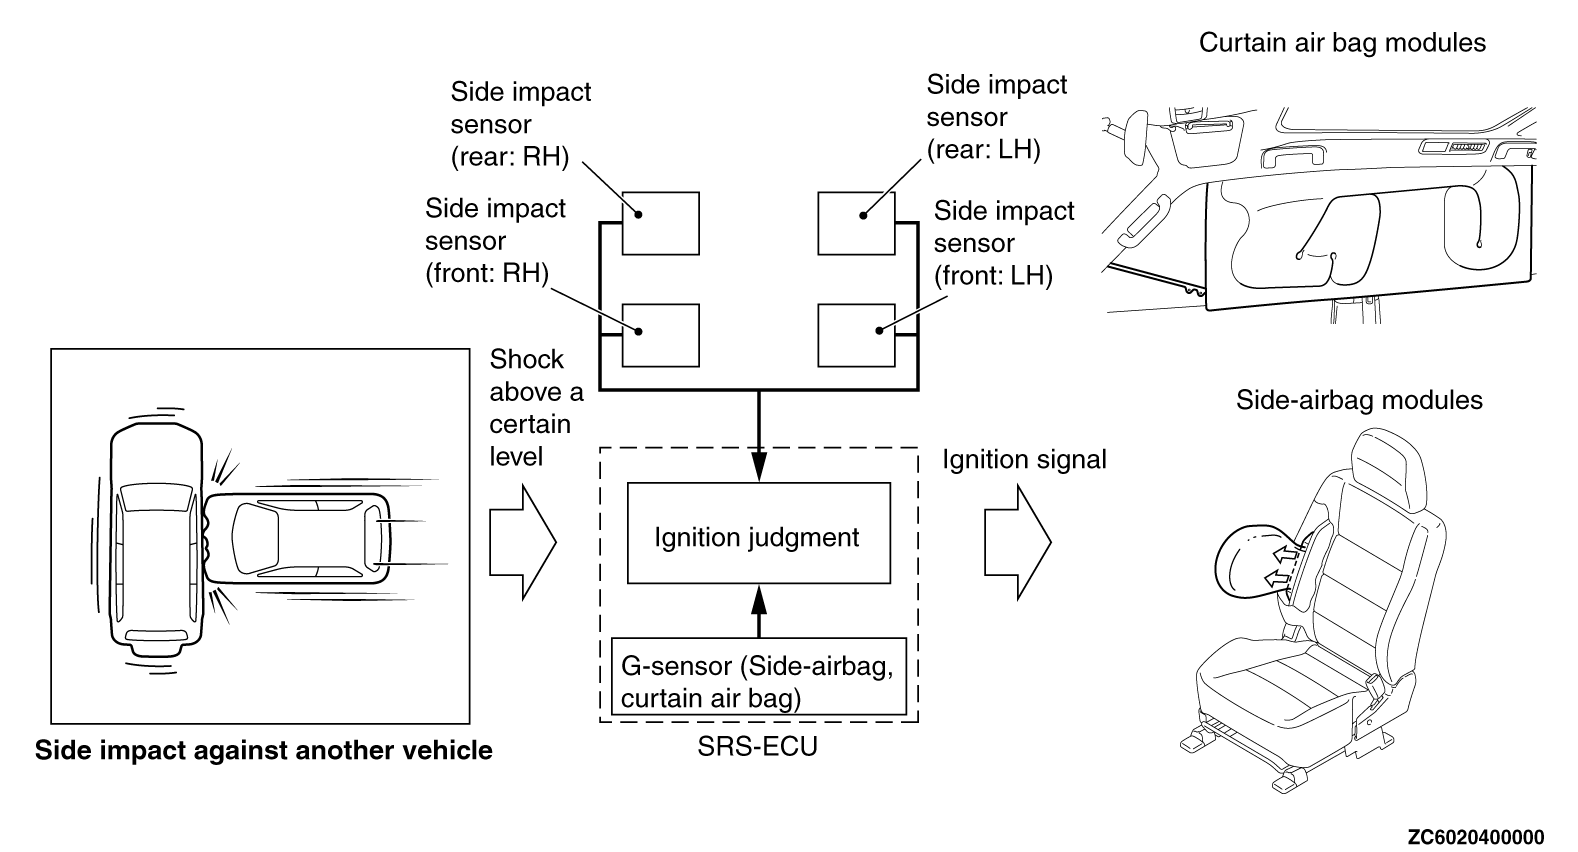 Curtain air bag modules
Side impact
sensor
(rear: RH)
Side impact
sensor
(rear: LH)
Side impact
sensor
(front: RH)
Side impact
sensor
(front: LH)
Shock
above a
certain
level
Side-airbag modules
Ignition signal
Ignition judgment
G-sensor (Side-airbag,
curtain air bag)
SRS-ECU
Side impact against another vehicle
ZC6020400000